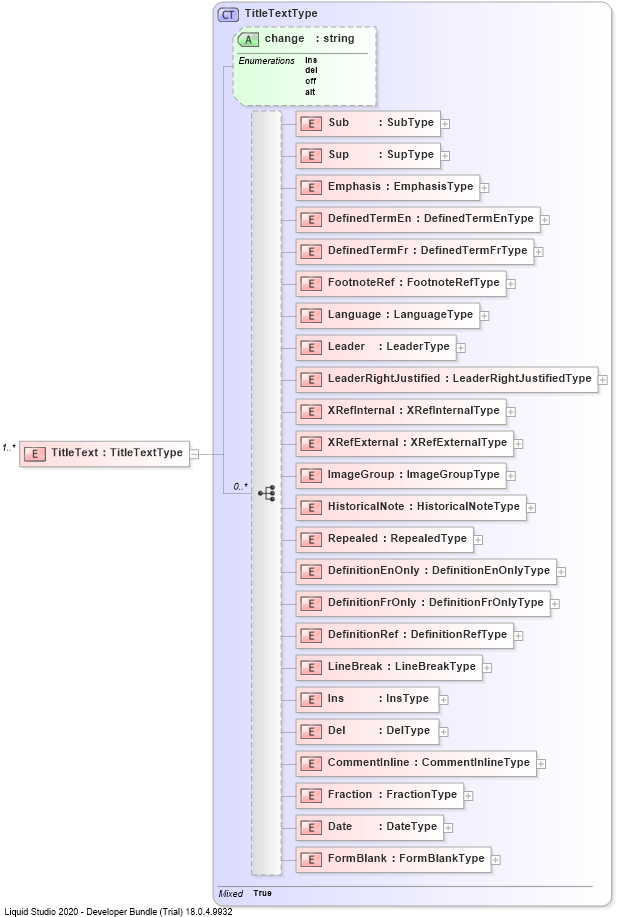 CT TitleTextType
A change : string
Enumerations ins
del
off
alt
E Sub : SubType
E Sup : SupType
E Emphasis : EmphasisType
E DefinedTermEn : DefinedTermEnType
E DefinedTermFr : DefinedTermFrType
E FootnoteRef : FootnoteRefType
E Language : LanguageType
E Leader : LeaderType
E LeaderRightJustified : LeaderRightJustifiedType
E XRefInternal : XRefInternalType
E XRefExternal : XRefExternalType
1..* E TitleText : TitleTextType
E ImageGroup : ImageGroupType
0..*
E HistoricalNote : HistoricalNoteType
E Repealed : RepealedType
E DefinitionEnOnly : DefinitionEnOnlyType
E DefinitionFrOnly : DefinitionFrOnlyType
E DefinitionRef : DefinitionRefType
E LineBreak : LineBreakType
E Ins : InsType
E Del : DelType
E CommentInline : CommentInlineType
E Fraction : FractionType
E Date : DateType
E FormBlank : FormBlankType
Mixed True
Liquid Studio 2020 - Developer Bundle (Trial) 18.0.4.9932